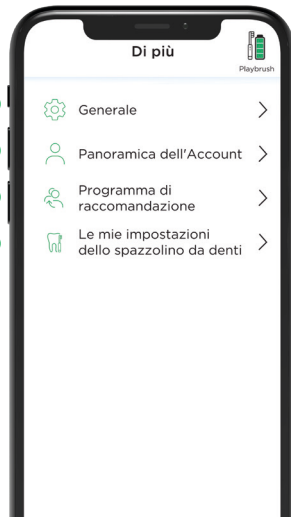 Di più
Playbrush
Generale
Panoramica dell'Account
Programma di
raccomandazione
Le mie impostazioni
dello spazzolino da denti